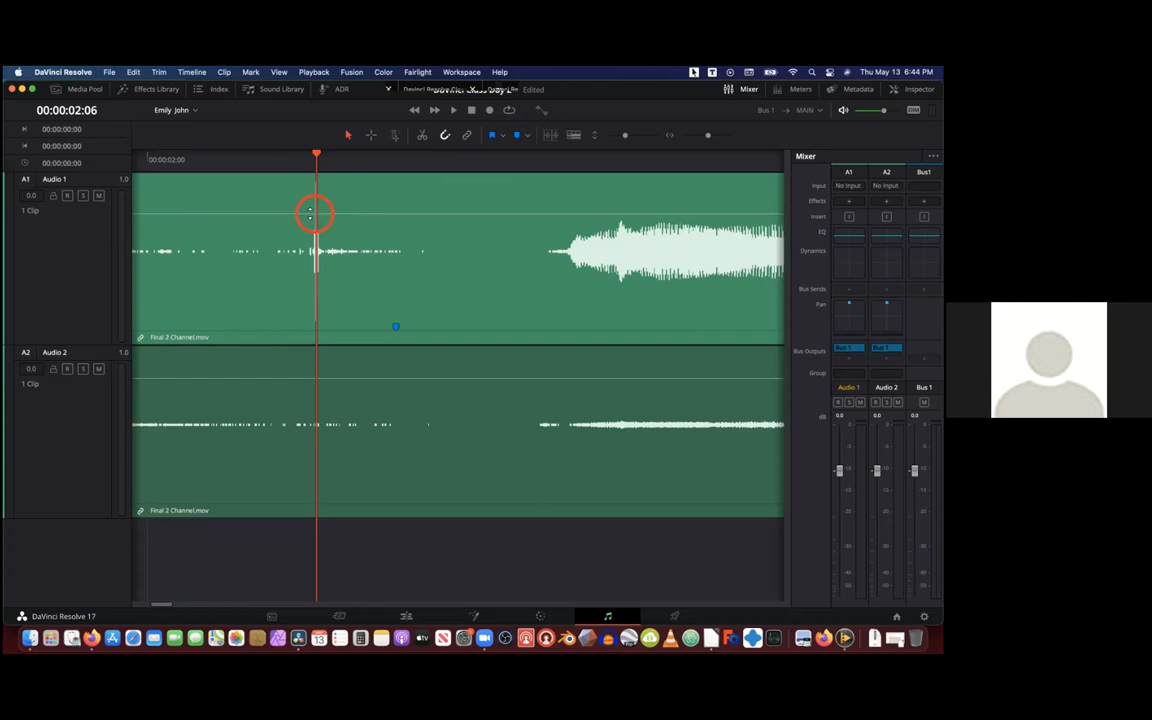 DaVinci Resolve File Edit Trim Timeline Clip Mark View Playback Fusion Color Fairlight Workspace Help Thu May 13 6:44 PM
Media Pool Effects Library Index Sound Library ADR Edited Mixer Meters Metadata Inspector
00:00:02:06 Emily John Bus 1 MAIN DIM
00:00:00:00
00:00:00:00
00:00:00:00
00:00:02:00
A1 Audio 1 1.0
0.0 R S M
1 Clip
Final 2 Channel.mov
A2 Audio 2 1.0
0.0 R S M
1 Clip
Final 2 Channel.mov
Mixer
A1 A2 Bus1
Input No Input No Input
Effects
Insert
EQ
Dynamics
Bus Sends
Pan
Bus Outputs Bus 1 Bus 1
Group
Audio 1 Audio 2 Bus 1
R S M R S M M
dB 0.0 0.0 0.0
DaVinci Resolve 17